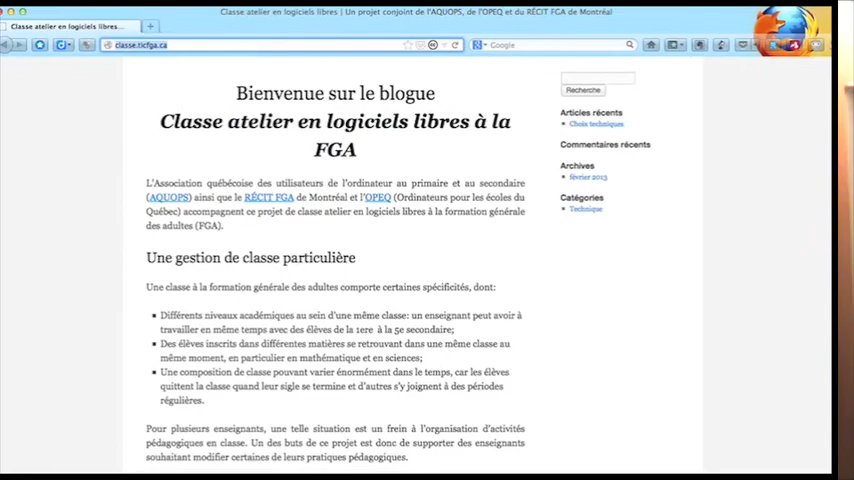 Classe atelier en logiciels libres | Un projet conjoint de l'AQUOPS, de l'OPEQ et du RÉCIT FGA de Montréal
Classe atelier en logiciels libres...
classe.ticfga.ca
Google
Bienvenue sur le blogue
Classe atelier en logiciels libres à la
FGA
L'Association québécoise des utilisateurs de l'ordinateur au primaire et au secondaire
(AQUOPS) ainsi que le RÉCIT FGA de Montréal et l'OPEQ (Ordinateurs pour les écoles du
Québec) accompagnent ce projet de classe atelier en logiciels libres à la formation générale
des adultes (FGA).
Une gestion de classe particulière
Une classe à la formation générale des adultes comporte certaines spécificités, dont:
Différents niveaux académiques au sein d'une même classe: un enseignant peut avoir à
travailler en même temps avec des élèves de la 1ere à la 5e secondaire;
Des élèves inscrits dans différentes matières se retrouvant dans une même classe au
même moment, en particulier en mathématique et en sciences;
Une composition de classe pouvant varier énormément dans le temps, car les élèves
quittent la classe quand leur sigle se termine et d'autres s'y joignent à des périodes
régulières.
Pour plusieurs enseignants, une telle situation est un frein à l'organisation d'activités
pédagogiques en classe. Un des buts de ce projet est donc de supporter des enseignants
souhaitant modifier certaines de leurs pratiques pédagogiques.
Recherche
Articles récents
Choix techniques
Commentaires récents
Archives
février 2013
Catégories
Technique